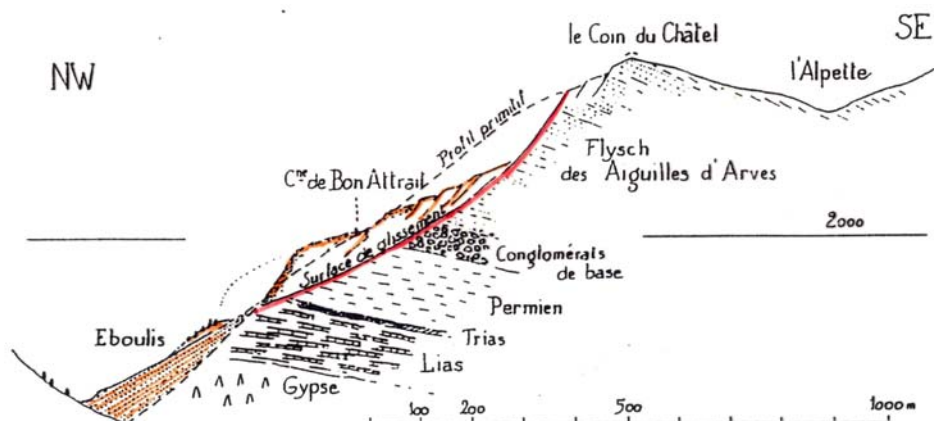 le Coin du Châtel
SE
NW
l'Alpette
Profil primitif
Flysch
des Aiguilles d'Arves
Cne de Bon Attrait
2000
Surface de glissement
Conglomérats
de base
Permien
Eboulis
Trias
Lias
Gypse
100 200 500 1000 m